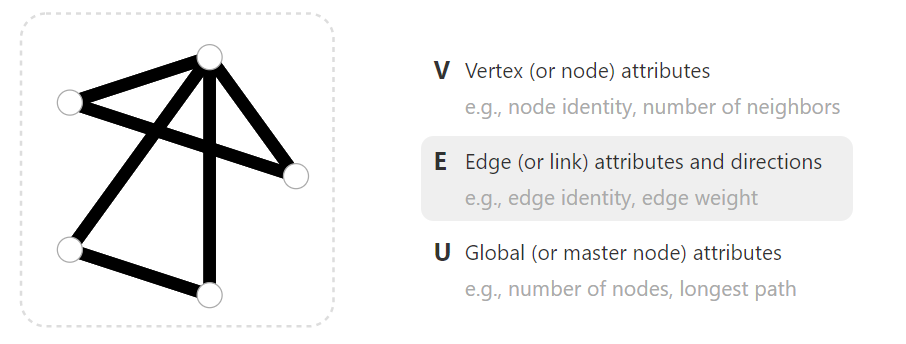 V Vertex (or node) attributes
e.g., node identity, number of neighbors
E Edge (or link) attributes and directions
e.g., edge identity, edge weight
U Global (or master node) attributes
e.g., number of nodes, longest path